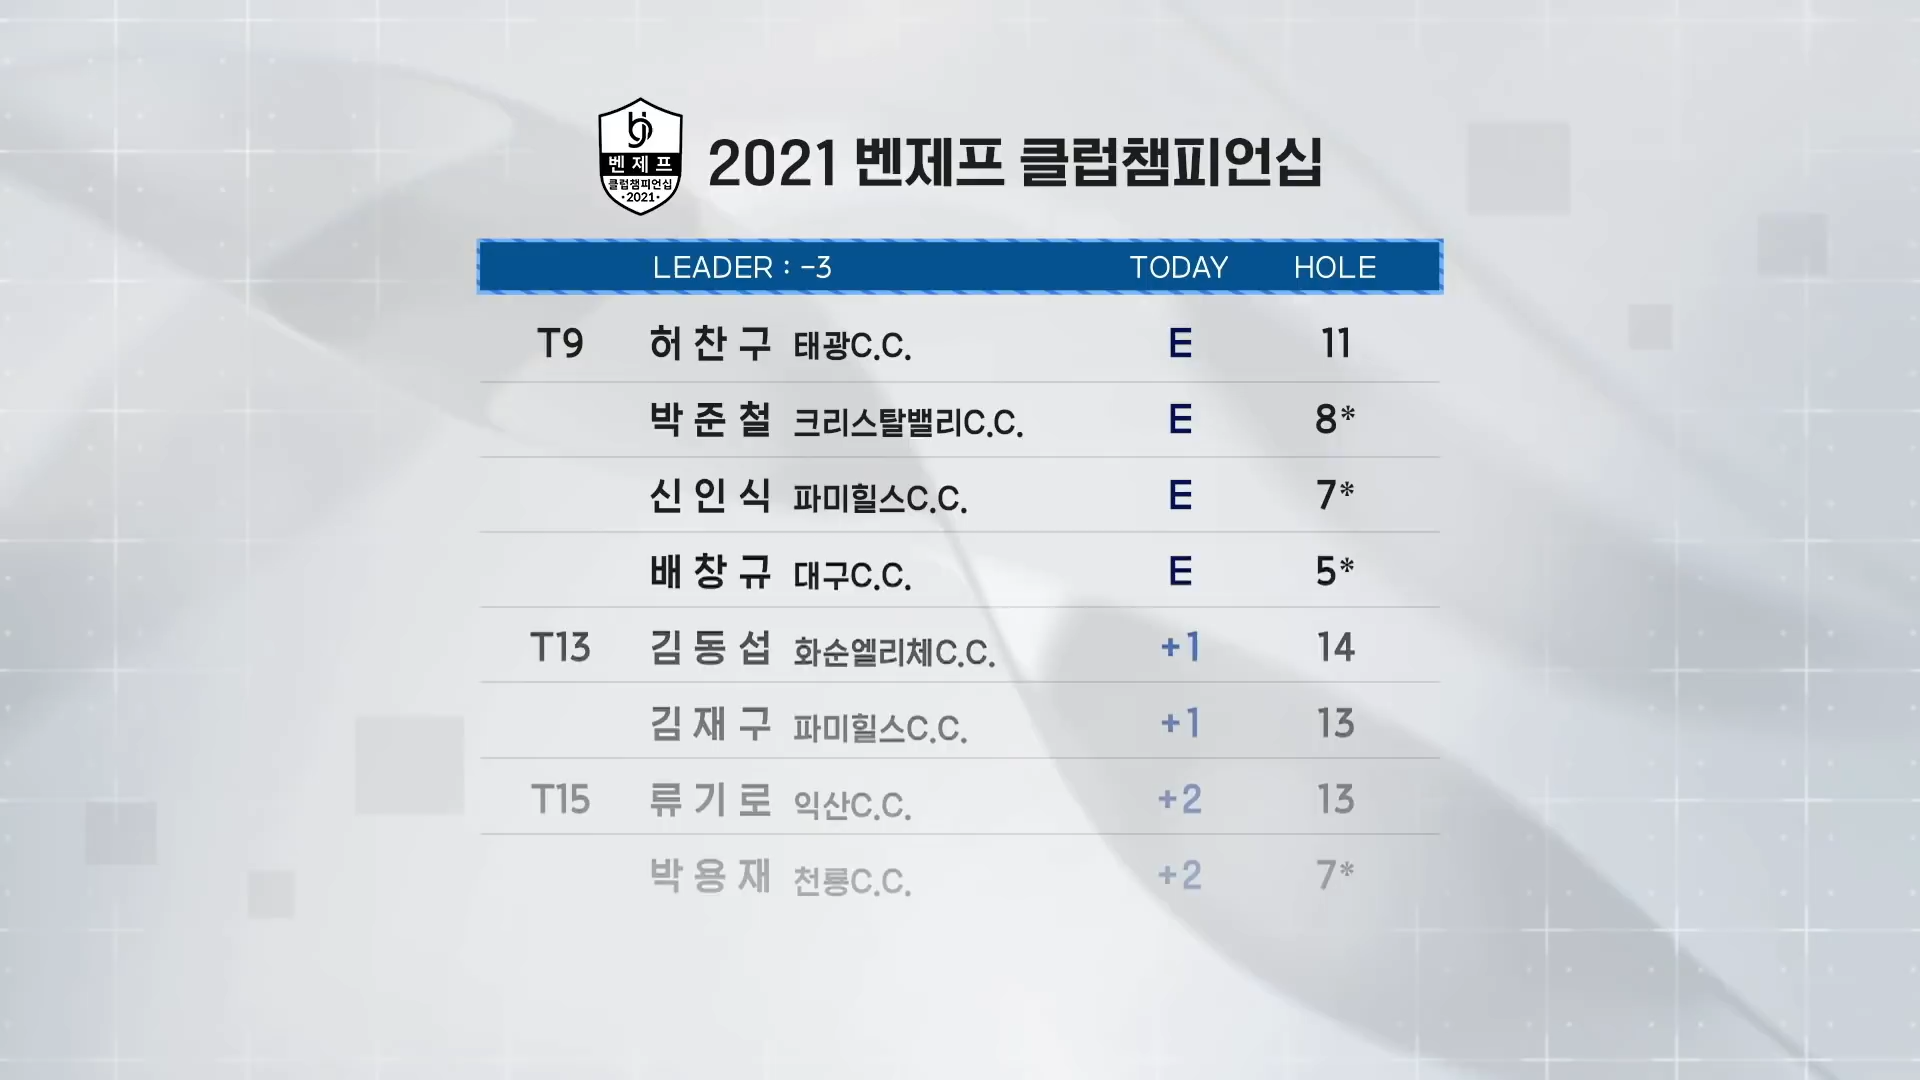 bj
벤제프
클럽챔피언십
·2021·
2021 벤제프 클럽챔피언십
LEADER : -3 TODAY HOLE
T9 허찬구 태광C.C. E 11
박준철 크리스탈밸리C.C. E 8*
신인식 파미힐스C.C. E 7*
배창규 대구C.C. E 5*
T13 김동섭 화순엘리체C.C. +1 14
김재구 파미힐스C.C. +1 13
T15 류기로 익산C.C. +2 13
박용재 천룡C.C. +2 7*